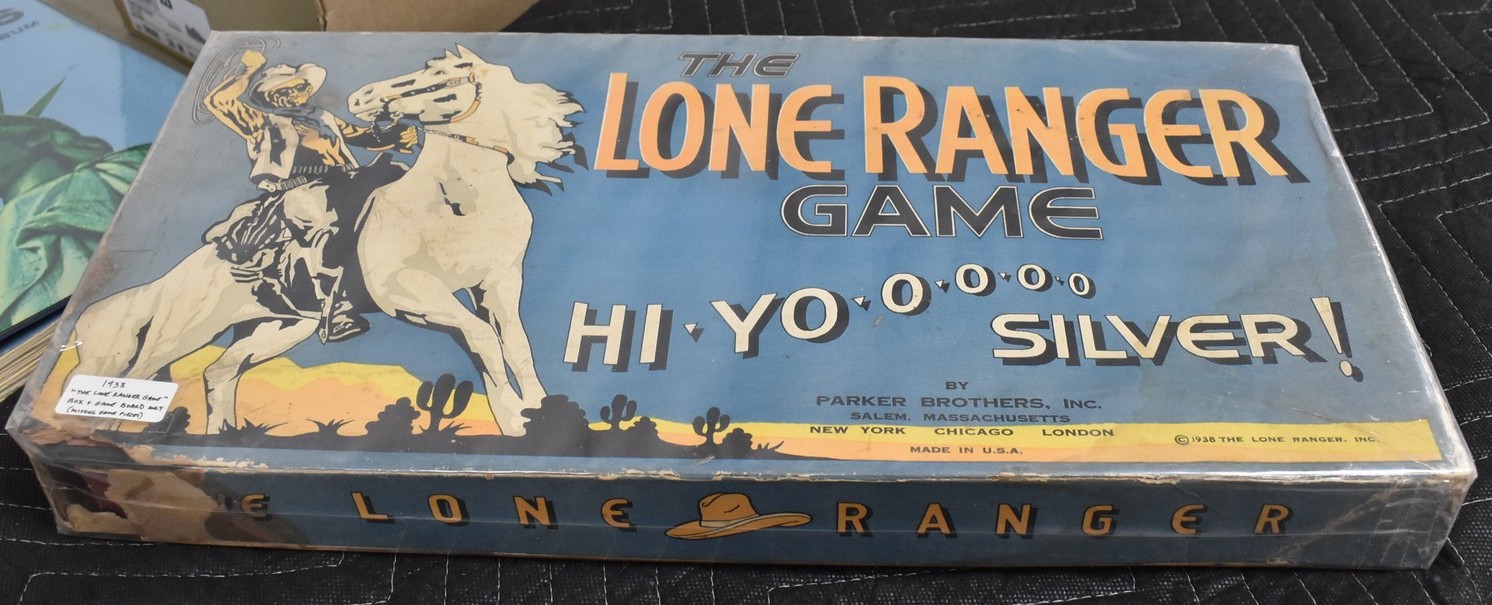 THE
LONE RANGER
GAME
HI-YO-O-O-O-O
SILVER!
BY
PARKER BROTHERS, INC.
SALEM, MASSACHUSETTS
NEW YORK CHICAGO LONDON
MADE IN U.S.A.
© 1938 THE LONE RANGER, INC.
1938
"THE LONE RANGER GAME"
BOX + GAME BOARD ONLY
(MISSING GAME PIECES)
HE LONE RANGER